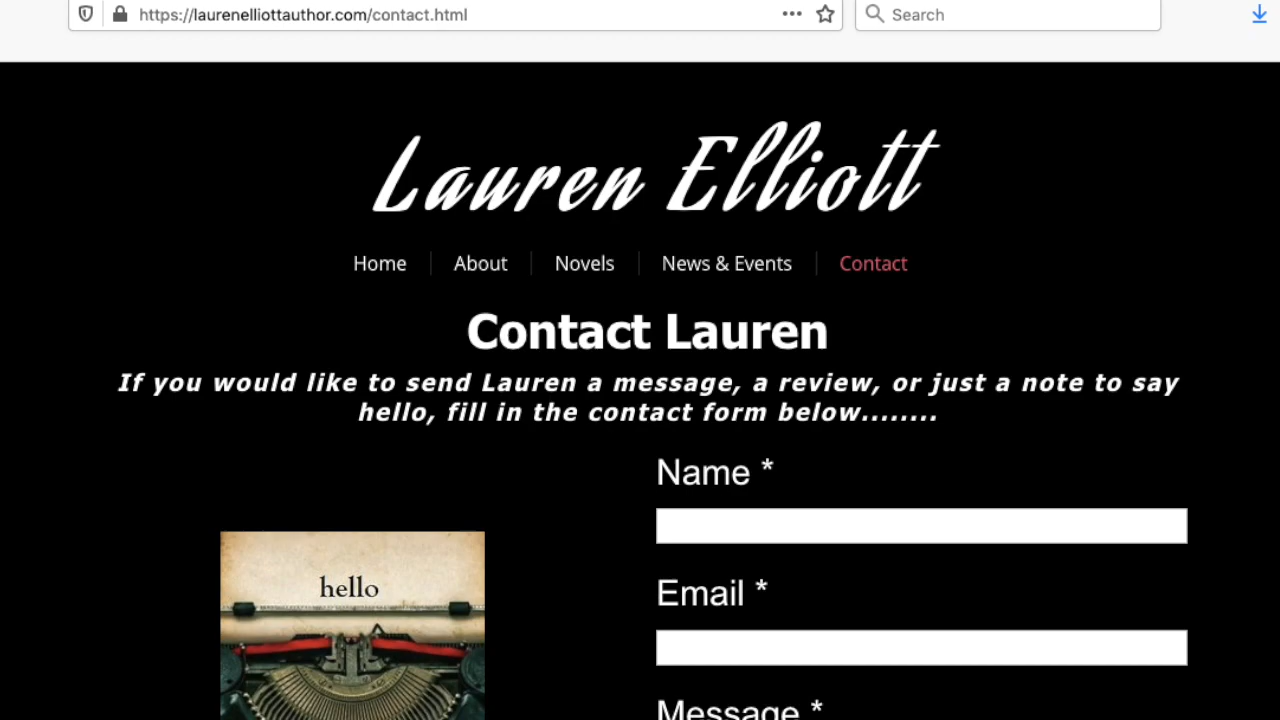 https://laurenelliottauthor.com/contact.html
Search
Lauren Elliott
Home
About
Novels
News & Events
Contact
Contact Lauren
If you would like to send Lauren a message, a review, or just a note to say
hello, fill in the contact form below........
Name *
hello
Email *
Message *